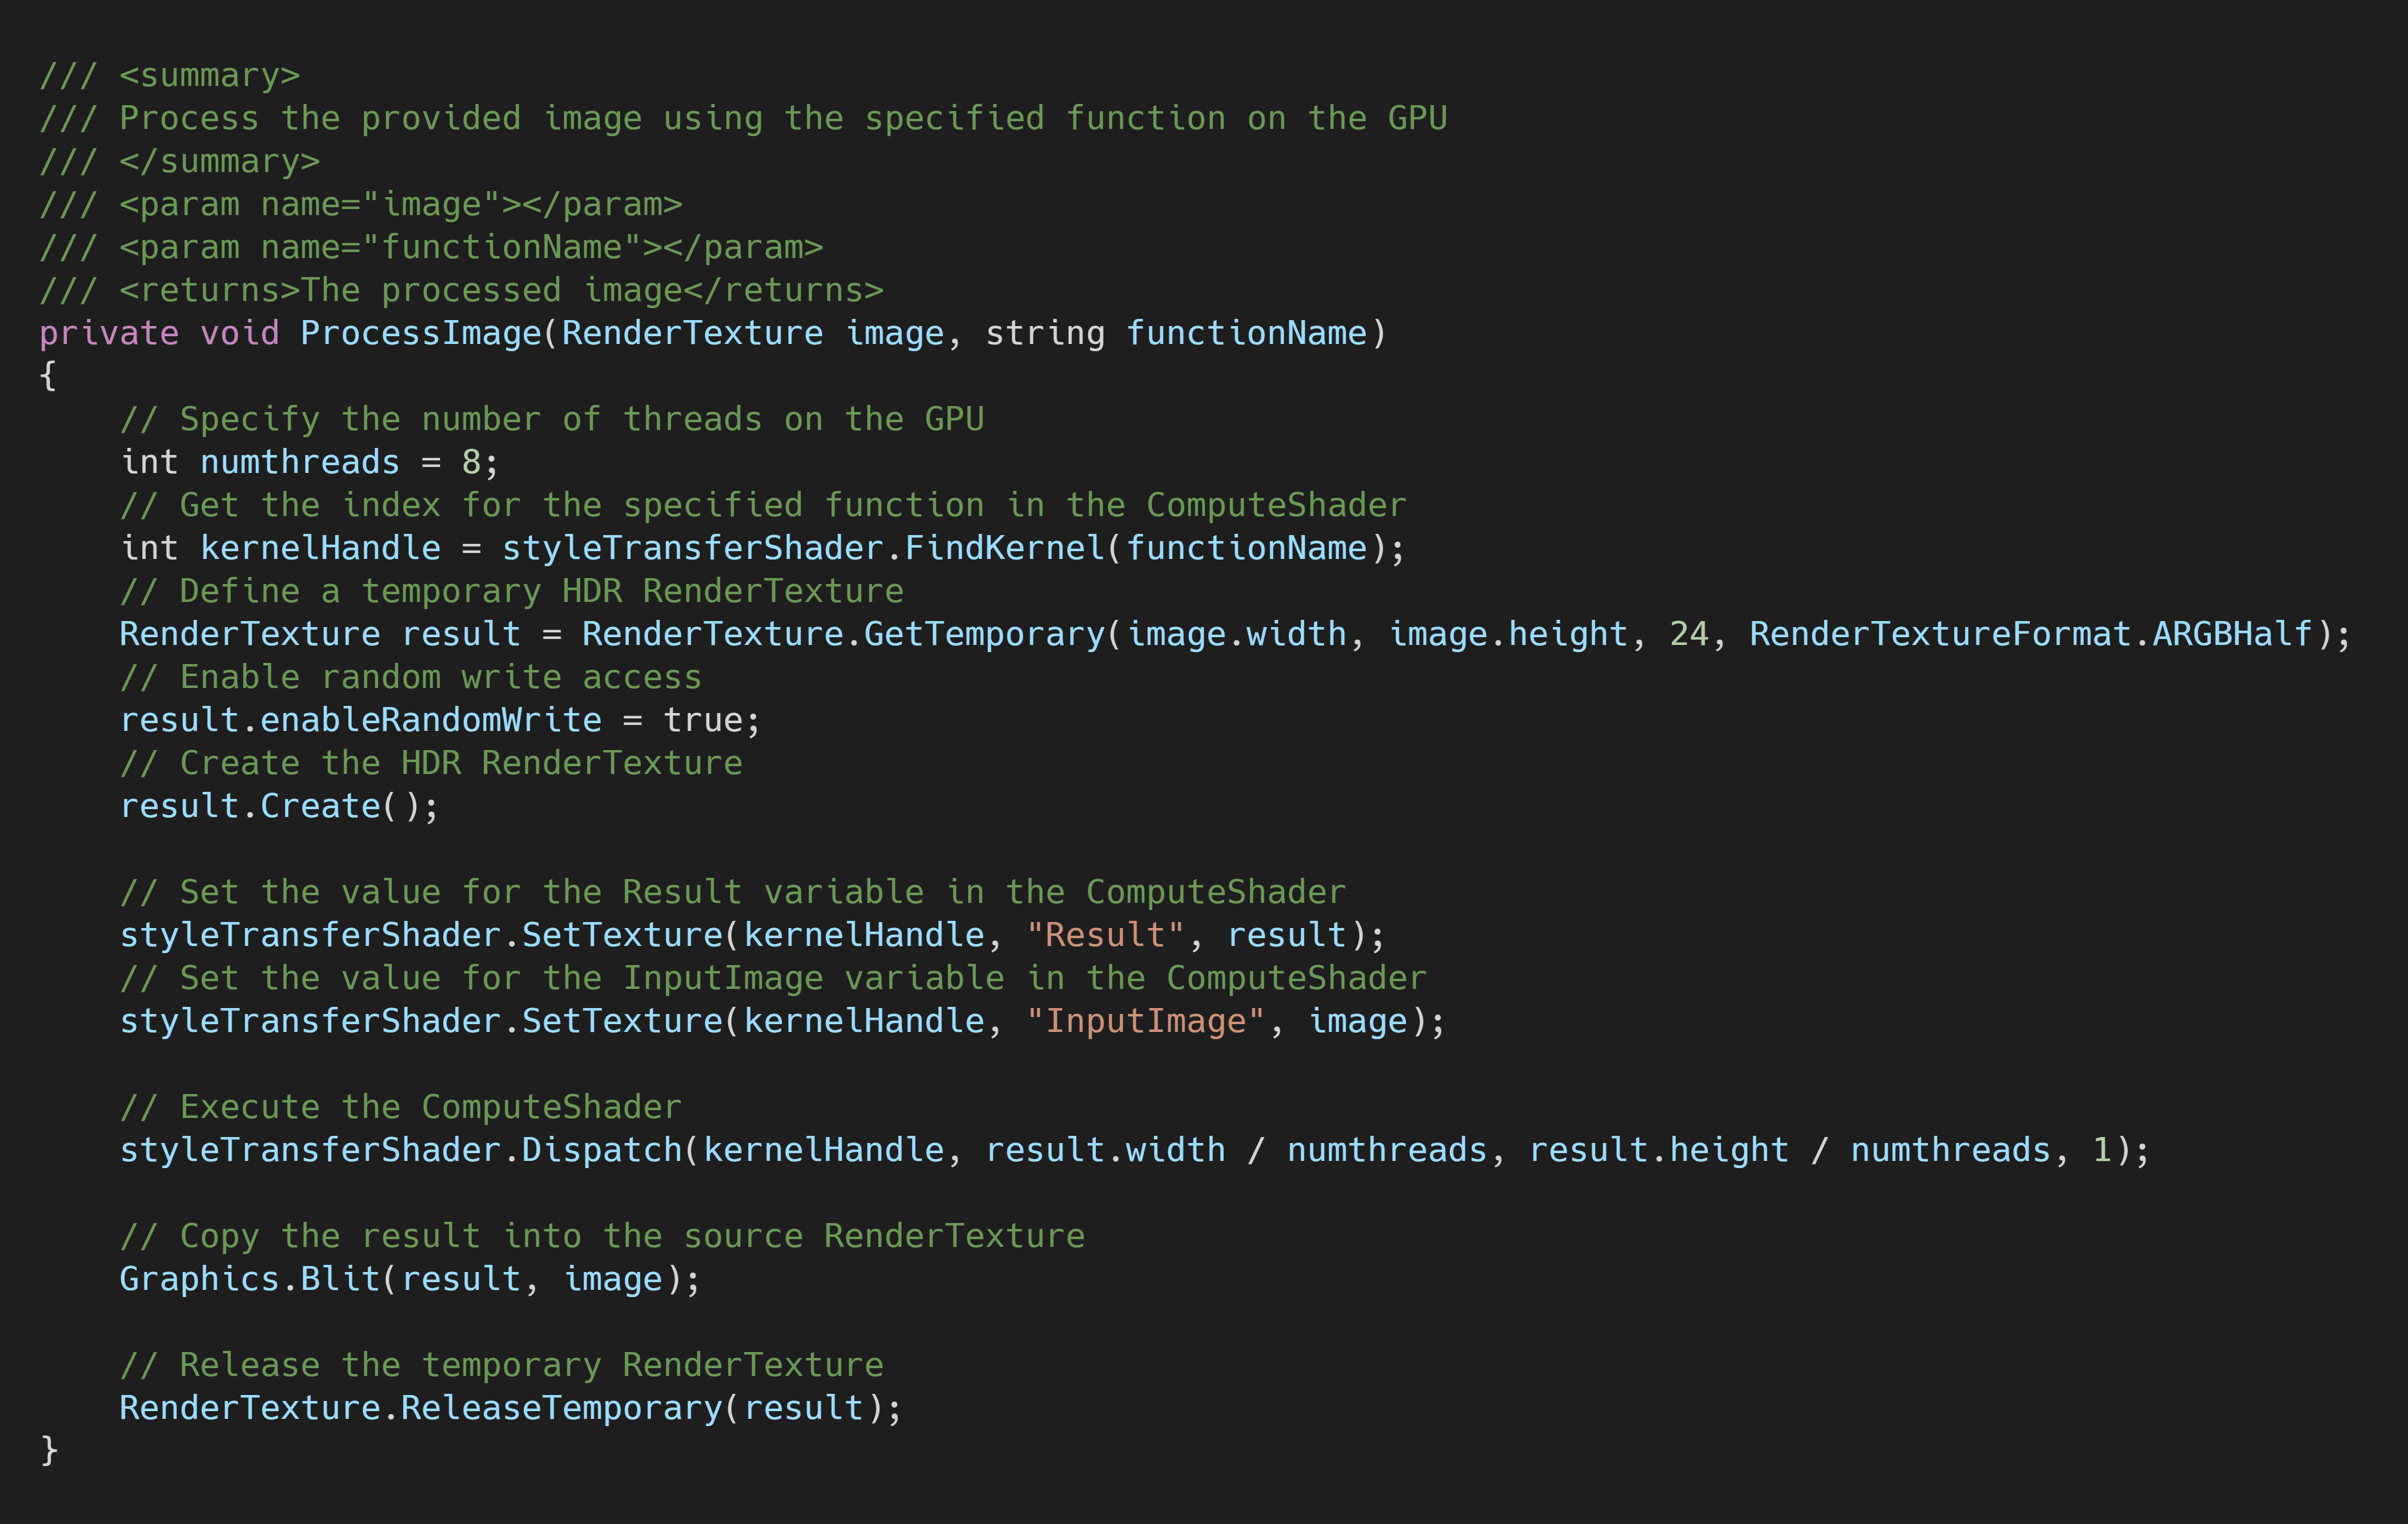 /// <summary>
/// Process the provided image using the specified function on the GPU
/// </summary>
/// <param name="image"></param>
/// <param name="functionName"></param>
/// <returns>The processed image</returns>
private void ProcessImage(RenderTexture image, string functionName)
{
    // Specify the number of threads on the GPU
    int numthreads = 8;
    // Get the index for the specified function in the ComputeShader
    int kernelHandle = styleTransferShader.FindKernel(functionName);
    // Define a temporary HDR RenderTexture
    RenderTexture result = RenderTexture.GetTemporary(image.width, image.height, 24, RenderTextureFormat.ARGBHalf);
    // Enable random write access
    result.enableRandomWrite = true;
    // Create the HDR RenderTexture
    result.Create();

    // Set the value for the Result variable in the ComputeShader
    styleTransferShader.SetTexture(kernelHandle, "Result", result);
    // Set the value for the InputImage variable in the ComputeShader
    styleTransferShader.SetTexture(kernelHandle, "InputImage", image);

    // Execute the ComputeShader
    styleTransferShader.Dispatch(kernelHandle, result.width / numthreads, result.height / numthreads, 1);

    // Copy the result into the source RenderTexture
    Graphics.Blit(result, image);

    // Release the temporary RenderTexture
    RenderTexture.ReleaseTemporary(result);
}